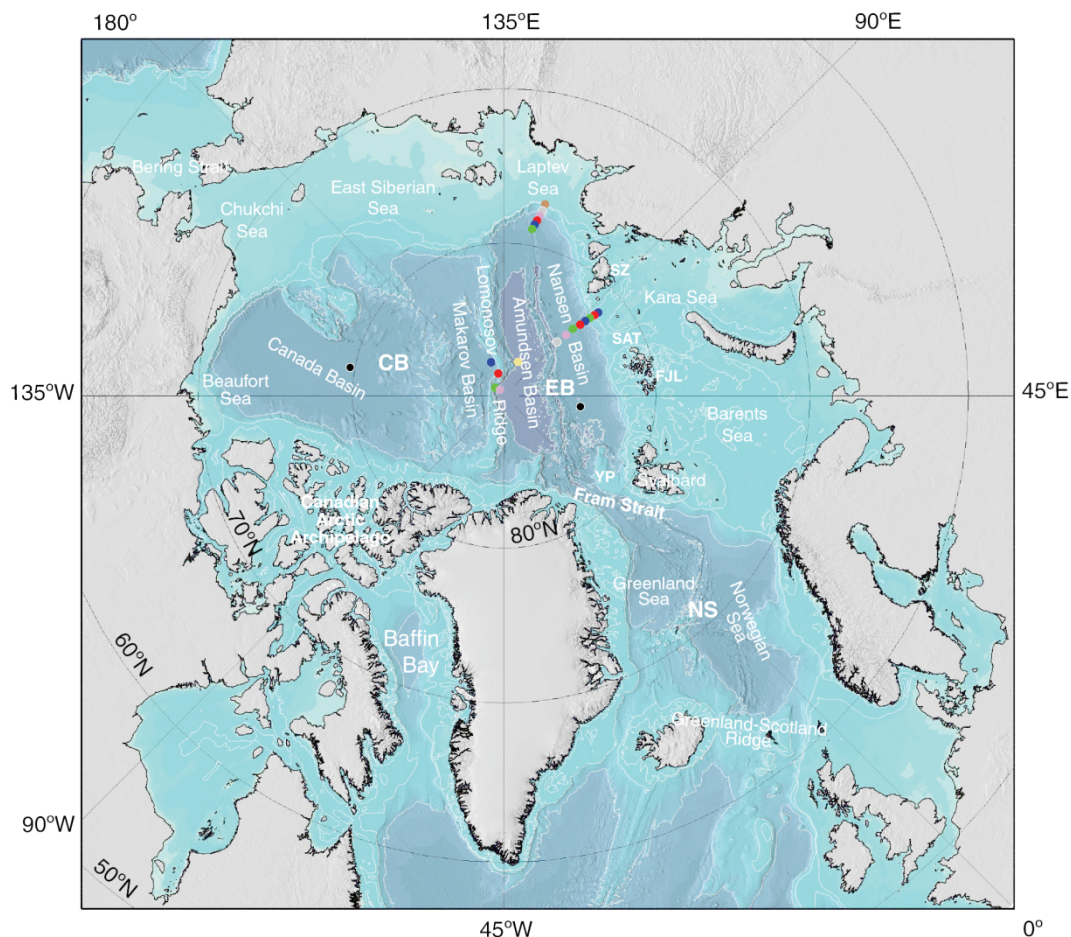 180º
135ºE
90ºE
Bering Strait
Laptev
Sea
East Siberian
Sea
Chukchi
Sea
SZ
Nansen
Basin
Kara Sea
Lomonosov
Ridge
Amundsen Basin
Makarov Basin
SAT
CB
Canada Basin
EB
FJL
Beaufort
Sea
135ºW
45ºE
Barents
Sea
YP
Svalbard
Fram Strait
Canadian
Arctic
Archipelago
70ºN
80ºN
Greenland
Sea
NS
Norwegian
Sea
Baffin
Bay
60ºN
Greenland-Scotland
Ridge
90ºW
50ºN
45ºW
0º